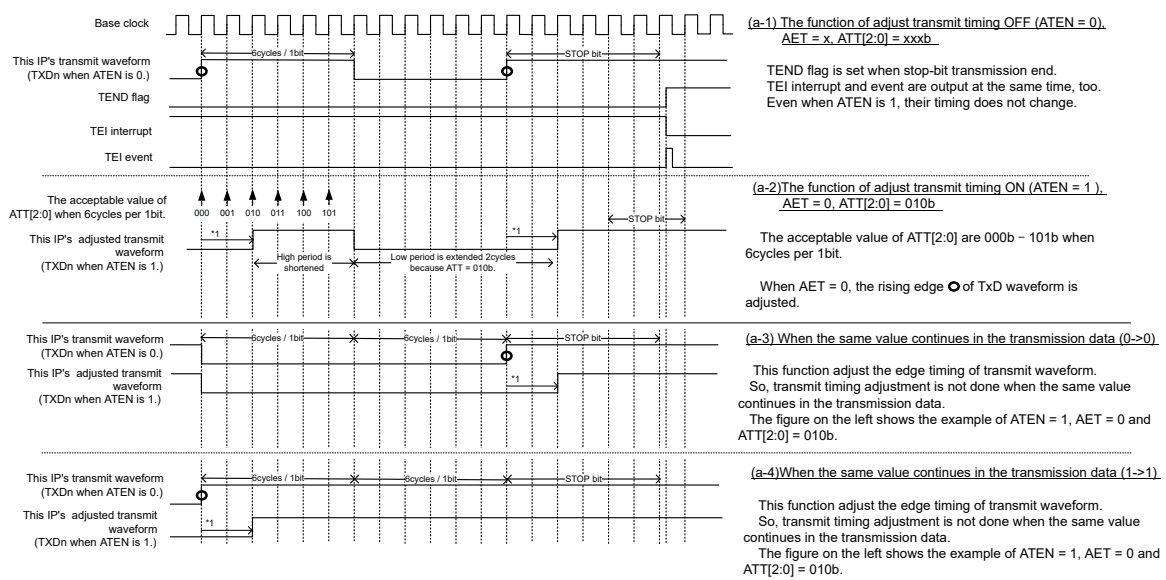 Base clock
6cycles / 1bit
STOP bit
This IP's transmit waveform
(TXDn when ATEN is 0.)
TEND flag
TEI interrupt
TEI event
(a-1) The function of adjust transmit timing OFF (ATEN = 0),
AET = x, ATT[2:0] = xxxb
TEND flag is set when stop-bit transmission end.
TEI interrupt and event are output at the same time, too.
Even when ATEN is 1, their timing does not change.
The acceptable value of
ATT[2:0] when 6cycles per 1bit.
000 001 010 011 100 101
STOP bit
This IP's adjusted transmit
waveform
(TXDn when ATEN is 1.)
*1
*1
High period is
shortened
Low period is extended 2cycles
because ATT = 010b.
(a-2)The function of adjust transmit timing ON (ATEN = 1 ),
AET = 0, ATT[2:0] = 010b
The acceptable value of ATT[2:0] are 000b − 101b when
6cycles per 1bit.
When AET = 0, the rising edge of TxD waveform is
adjusted.
This IP's transmit waveform
(TXDn when ATEN is 0.)
6cycles / 1bit
6cycles / 1bit
STOP bit
This IP's adjusted transmit
waveform
(TXDn when ATEN is 1.)
*1
(a-3) When the same value continues in the transmission data (0->0)
This function adjust the edge timing of transmit waveform.
So, transmit timing adjustment is not done when the same value
continues in the transmission data.
The figure on the left shows the example of ATEN = 1, AET = 0 and
ATT[2:0] = 010b.
This IP's transmit waveform
(TXDn when ATEN is 0.)
6cycles / 1bit
6cycles / 1bit
STOP bit
This IP's adjusted transmit
waveform
(TXDn when ATEN is 1.)
*1
(a-4)When the same value continues in the transmission data (1->1)
This function adjust the edge timing of transmit waveform.
So, transmit timing adjustment is not done when the same value
continues in the transmission data.
The figure on the left shows the example of ATEN = 1, AET = 0 and
ATT[2:0] = 010b.